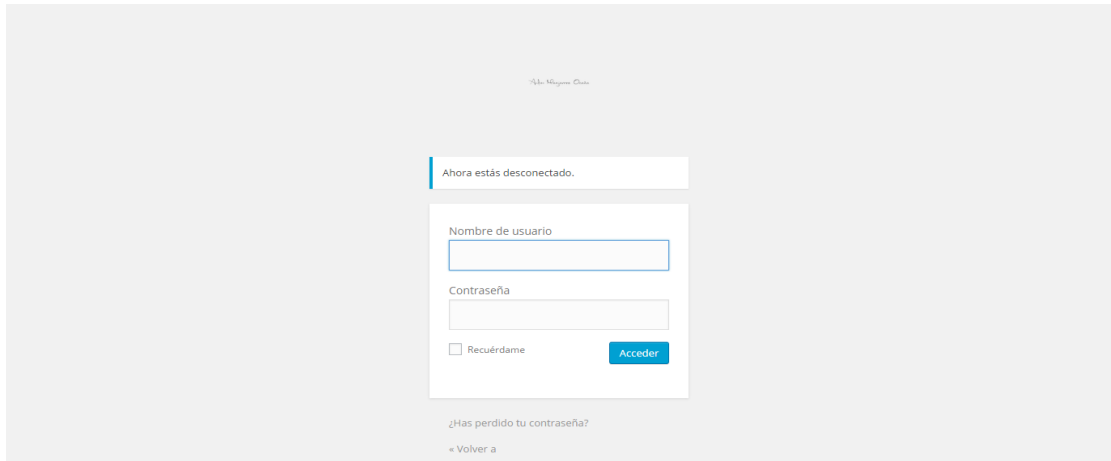 Ahora estás desconectado.
Nombre de usuario
Contraseña
Recuérdame
Acceder
¿Has perdido tu contraseña?
« Volver a